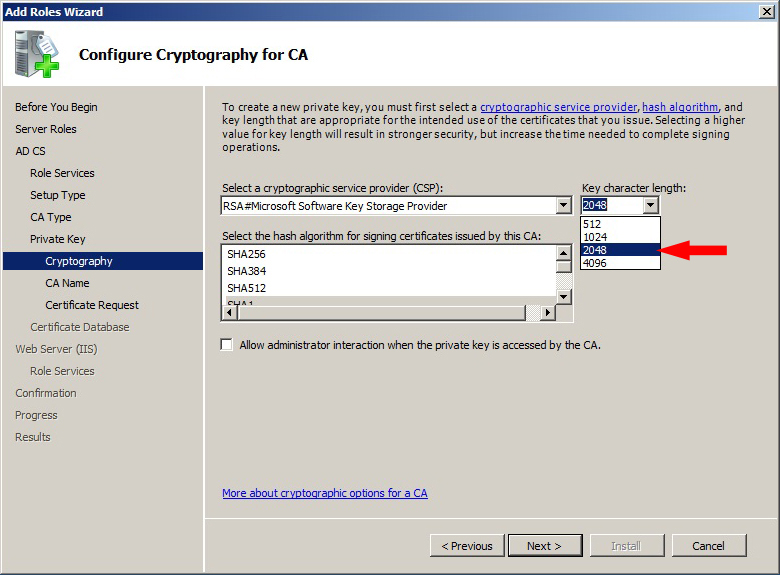 Add Roles Wizard
Configure Cryptography for CA
Before You Begin
Server Roles
AD CS
Role Services
Setup Type
CA Type
Private Key
Cryptography
CA Name
Certificate Request
Certificate Database
Web Server (IIS)
Role Services
Confirmation
Progress
Results
To create a new private key, you must first select a cryptographic service provider, hash algorithm, and
key length that are appropriate for the intended use of the certificates that you issue. Selecting a higher
value for key length will result in stronger security, but increase the time needed to complete signing
operations.
Select a cryptographic service provider (CSP):
RSA#Microsoft Software Key Storage Provider
Key character length:
2048
512
1024
2048
4096
Select the hash algorithm for signing certificates issued by this CA:
SHA256
SHA384
SHA512
SHA1
Allow administrator interaction when the private key is accessed by the CA.
More about cryptographic options for a CA
< Previous
Next >
Install
Cancel